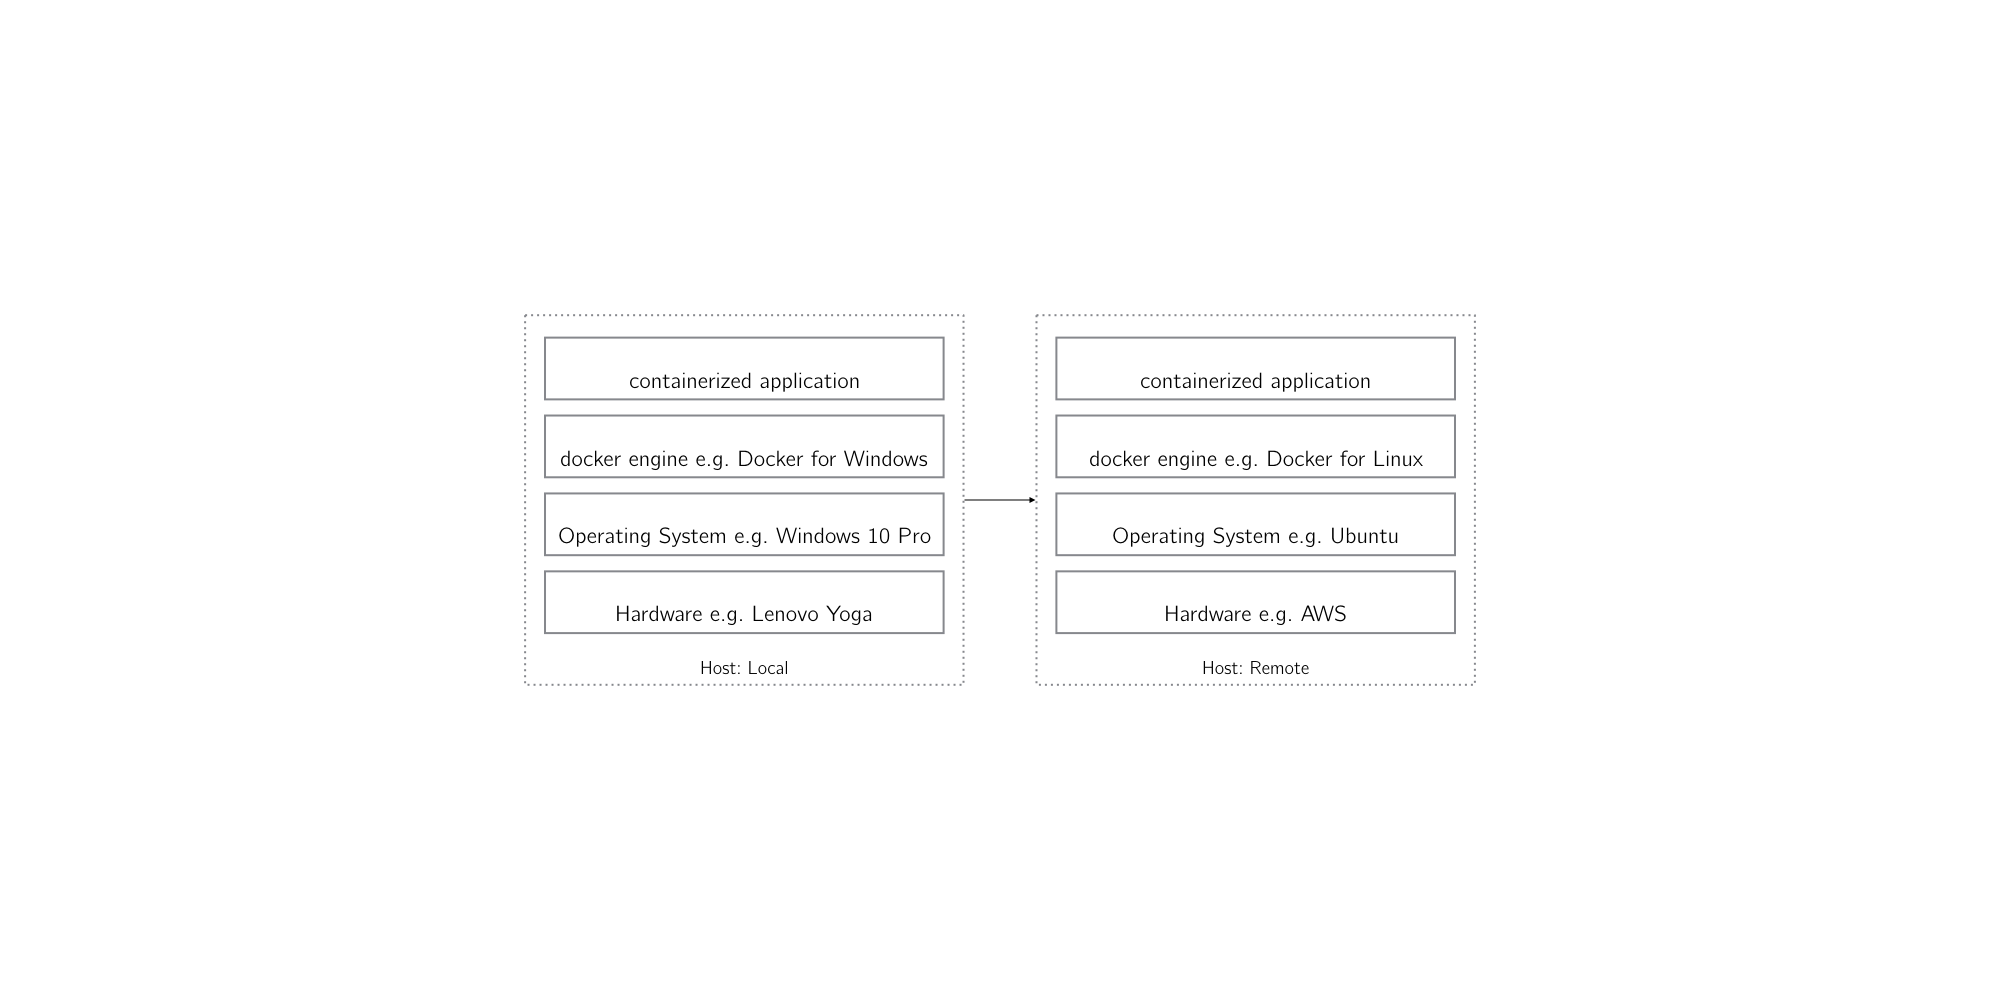 containerized application
docker engine e.g. Docker for Windows
Operating System e.g. Windows 10 Pro
Hardware e.g. Lenovo Yoga
Host: Local
containerized application
docker engine e.g. Docker for Linux
Operating System e.g. Ubuntu
Hardware e.g. AWS
Host: Remote